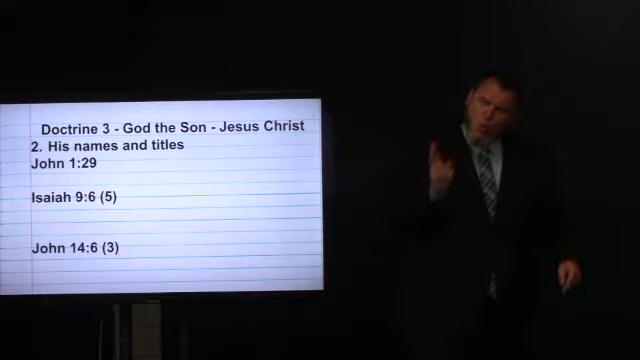 Doctrine 3 - God the Son - Jesus Christ
2. His names and titles
John 1:29
Isaiah 9:6 (5)
John 14:6 (3)